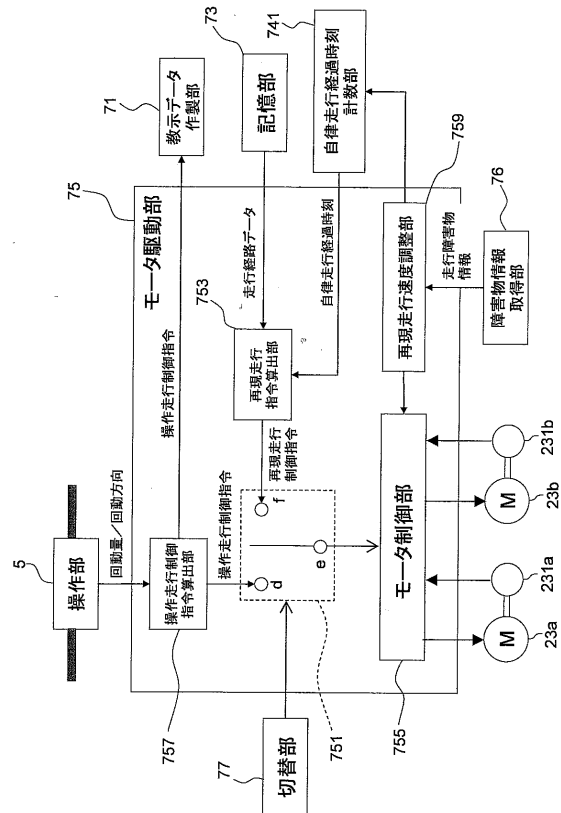 5
操作部
回動量/回動方向
75
モータ駆動部
71
教示データ
作製部
操作走行制御指令
757
操作走行制御
指令算出部
操作走行制御指令
73
記憶部
走行経路データ
753
再現走行
指令算出部
再現走行
制御指令
741
自律走行経過時刻
計数部
自律走行経過時刻
77
切替部
751
d
e
f
759
再現走行速度調整部
走行障害物
情報
76
障害物情報
取得部
755
モータ制御部
M
23a
231a
M
23b
231b